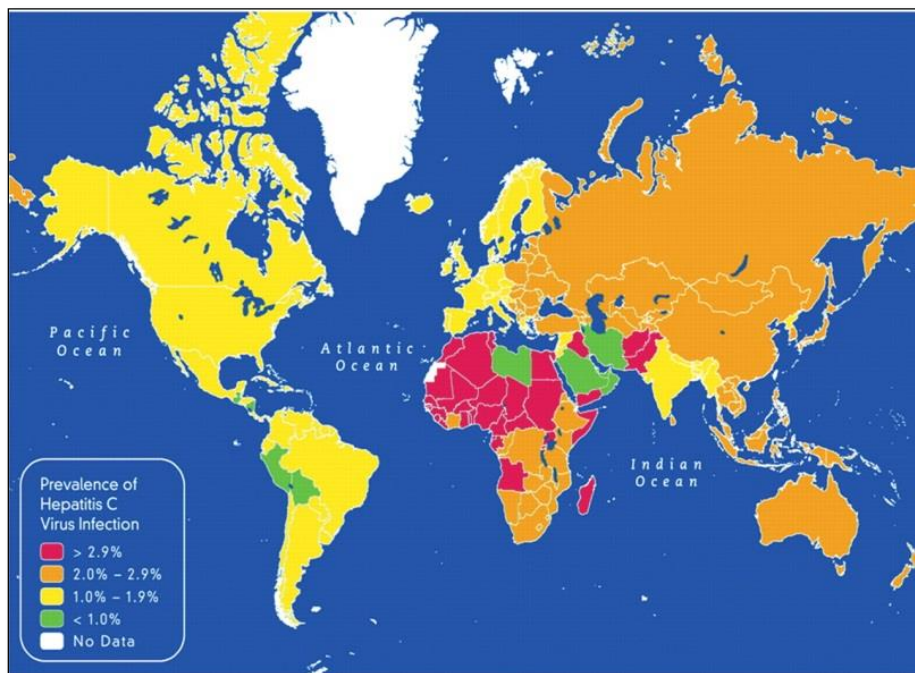 Pacific
Ocean
Atlantic
Ocean
Indian
Ocean
Prevalence of
Hepatitis C
Virus Infection
> 2.9%
2.0% – 2.9%
1.0% – 1.9%
< 1.0%
No Data